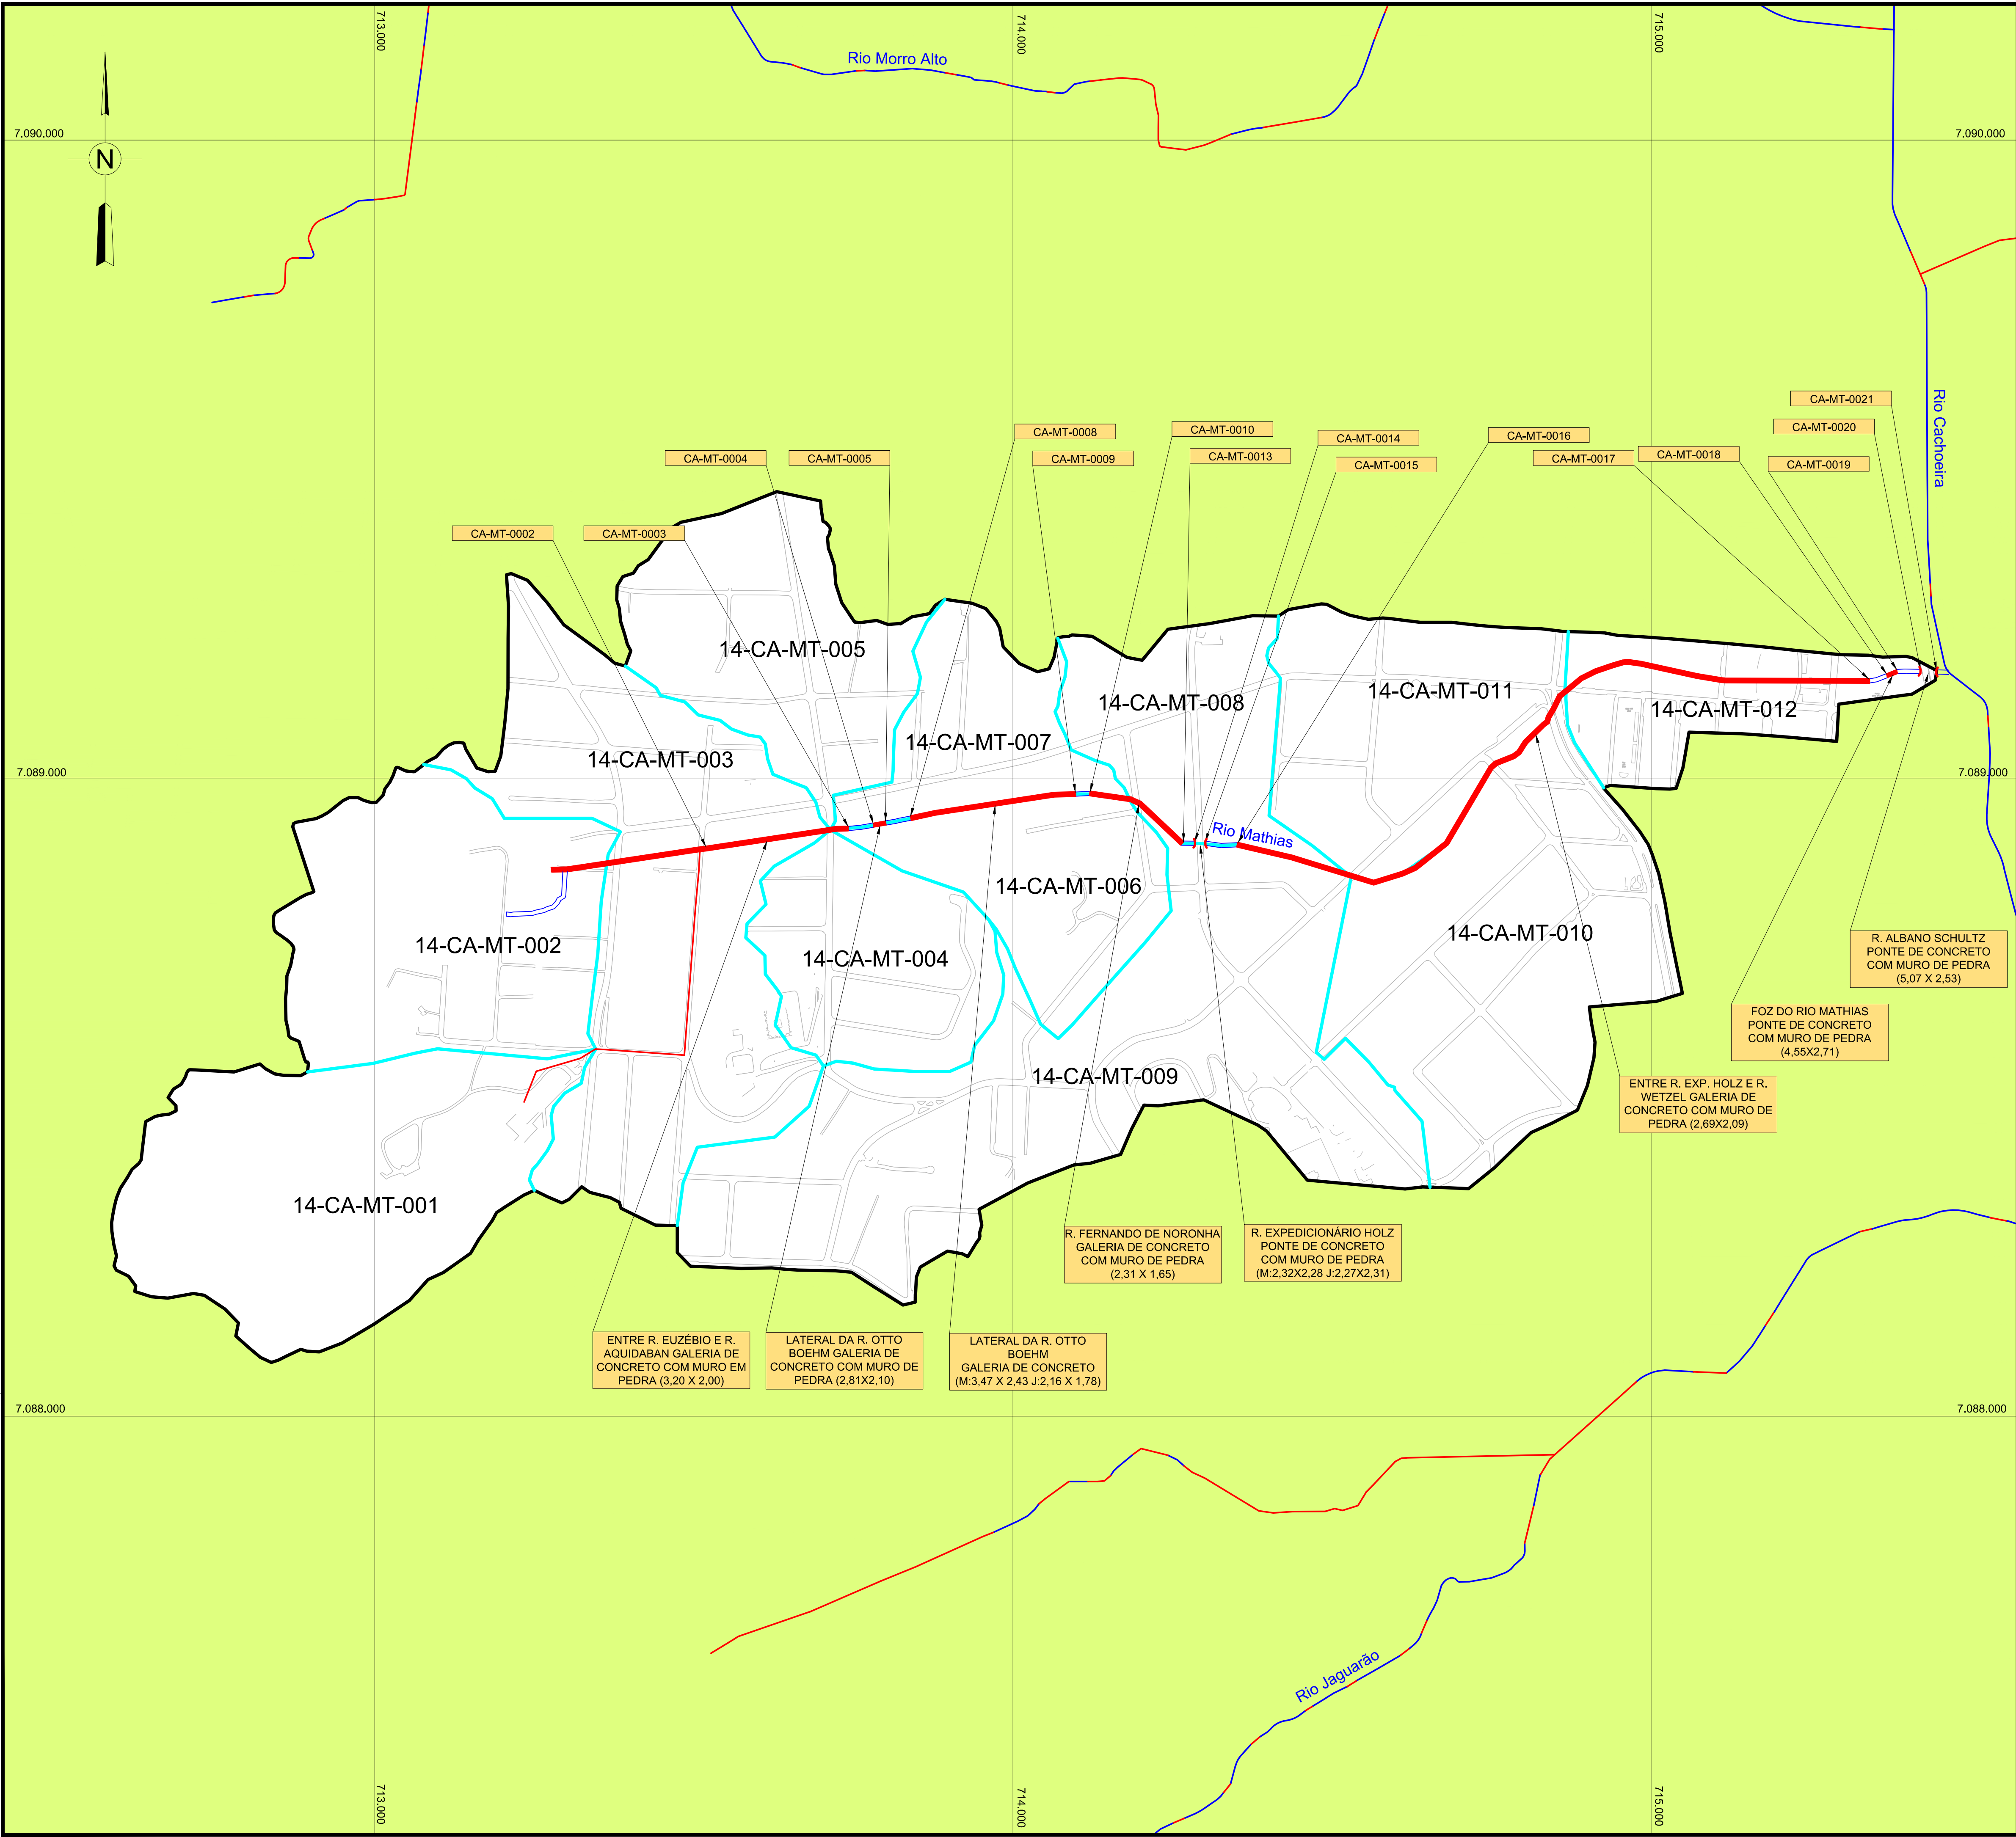 713.000
714.000
715.000
Rio Morro Alto
7.090.000
7.090.000
N
Rio Cachoeira
CA-MT-0021
CA-MT-0020
CA-MT-0019
CA-MT-0018
CA-MT-0017
CA-MT-0016
CA-MT-0014
CA-MT-0015
CA-MT-0010
CA-MT-0013
CA-MT-0008
CA-MT-0009
CA-MT-0004
CA-MT-0005
CA-MT-0002
CA-MT-0003
14-CA-MT-005
14-CA-MT-008
14-CA-MT-011
14-CA-MT-012
14-CA-MT-007
14-CA-MT-003
7.089.000
7.089.000
Rio Mathias
14-CA-MT-006
14-CA-MT-002
14-CA-MT-004
14-CA-MT-010
14-CA-MT-009
14-CA-MT-001
R. ALBANO SCHULTZ
PONTE DE CONCRETO
COM MURO DE PEDRA
(5,07 X 2,53)
FOZ DO RIO MATHIAS
PONTE DE CONCRETO
COM MURO DE PEDRA
(4,55X2,71)
ENTRE R. EXP. HOLZ E R.
WETZEL GALERIA DE
CONCRETO COM MURO DE
PEDRA (2,69X2,09)
R. FERNANDO DE NORONHA
GALERIA DE CONCRETO
COM MURO DE PEDRA
(2,31 X 1,65)
R. EXPEDICIONÁRIO HOLZ
PONTE DE CONCRETO
COM MURO DE PEDRA
(M:2,32X2,28 J:2,27X2,31)
ENTRE R. EUZÉBIO E R.
AQUIDABAN GALERIA DE
CONCRETO COM MURO EM
PEDRA (3,20 X 2,00)
LATERAL DA R. OTTO
BOEHM GALERIA DE
CONCRETO COM MURO DE
PEDRA (2,81X2,10)
LATERAL DA R. OTTO
BOEHM
GALERIA DE CONCRETO
(M:3,47 X 2,43 J:2,16 X 1,78)
7.088.000
7.088.000
Rio Jaguarão
713.000
714.000
715.000